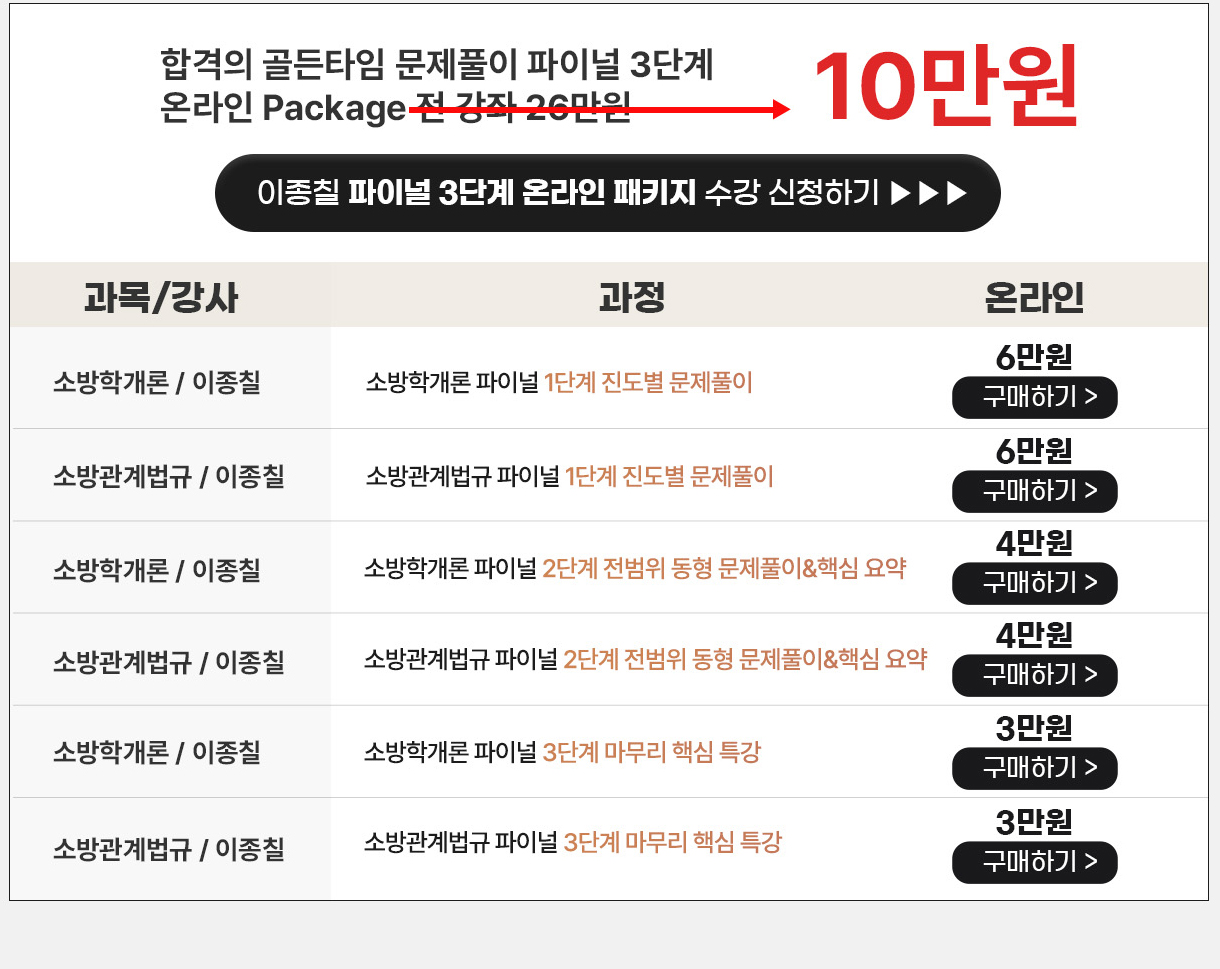 합격의 골든타임 문제풀이 파이널 3단계
온라인 Package 전 강좌 26만원
10만원
이종칠 파이널 3단계 온라인 패키지 수강 신청하기 ▶▶▶
과목/강사 과정 온라인
소방학개론 / 이종칠 소방학개론 파이널 1단계 진도별 문제풀이 6만원
구매하기 >
소방관계법규 / 이종칠 소방관계법규 파이널 1단계 진도별 문제풀이 6만원
구매하기 >
소방학개론 / 이종칠 소방학개론 파이널 2단계 전범위 동형 문제풀이&핵심 요약 4만원
구매하기 >
소방관계법규 / 이종칠 소방관계법규 파이널 2단계 전범위 동형 문제풀이&핵심 요약 4만원
구매하기 >
소방학개론 / 이종칠 소방학개론 파이널 3단계 마무리 핵심 특강 3만원
구매하기 >
소방관계법규 / 이종칠 소방관계법규 파이널 3단계 마무리 핵심 특강 3만원
구매하기 >